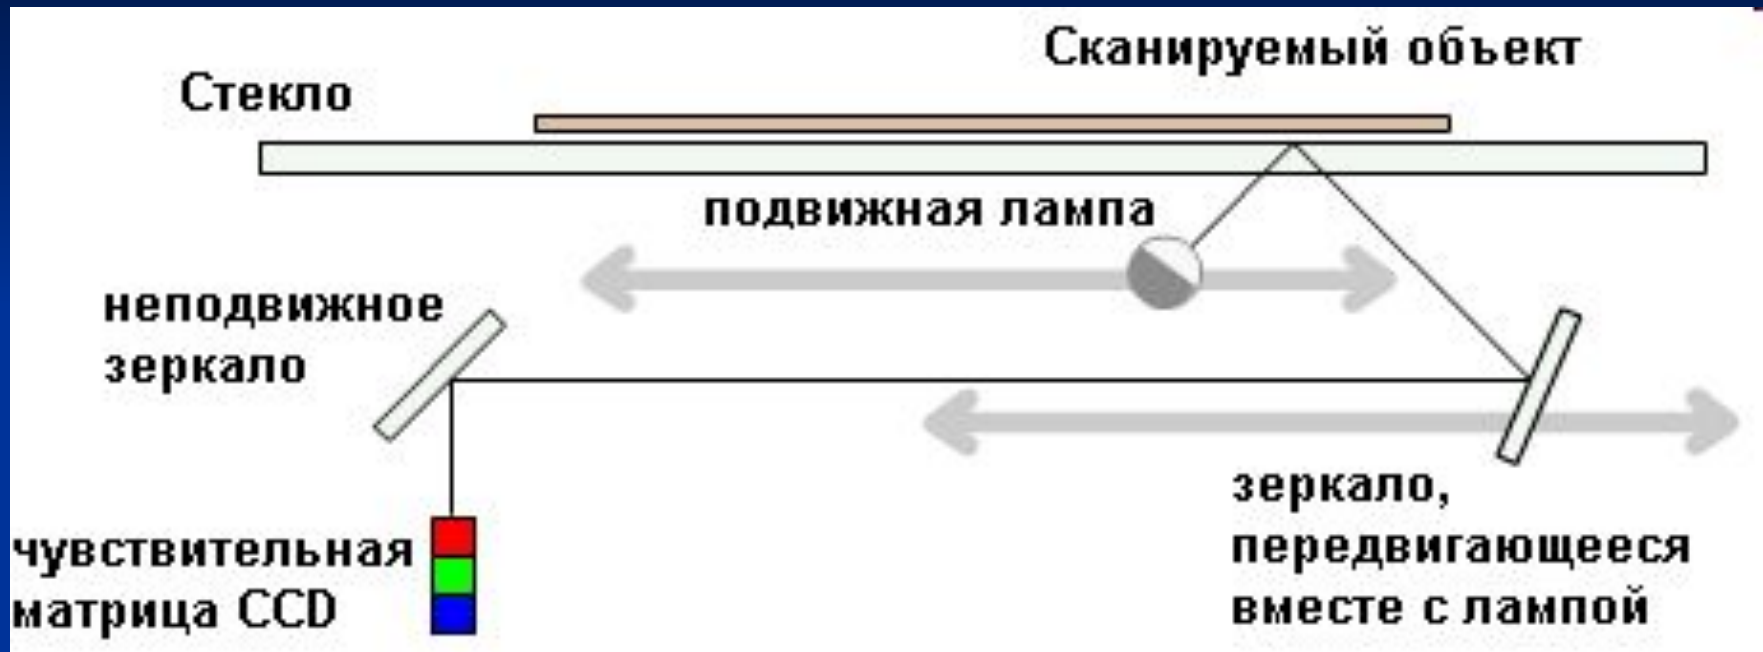 Сканируемый объект
Стекло
подвижная лампа
неподвижное
зеркало
зеркало,
передвигающееся
вместе с лампой
чувствительная
матрица CCD